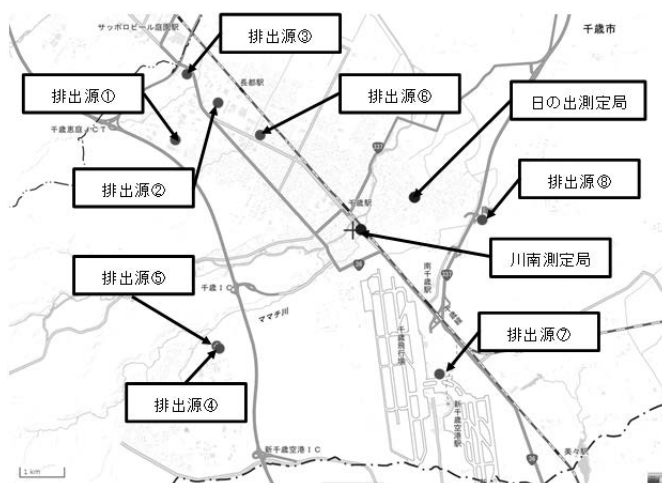 サッポロビール庭園駅
排出源③
千歳市
長都駅
排出源①
排出源⑥
日の出測定局
千歳恵庭JCT
337
排出源②
排出源⑧
千歳駅
川南測定局
排出源⑤
36
南千歳駅
337
千歳IC
ママチ川
千歳飛行場
排出源⑦
排出源④
新千歳空港駅
新千歳空港IC
美々駅
1 km
36